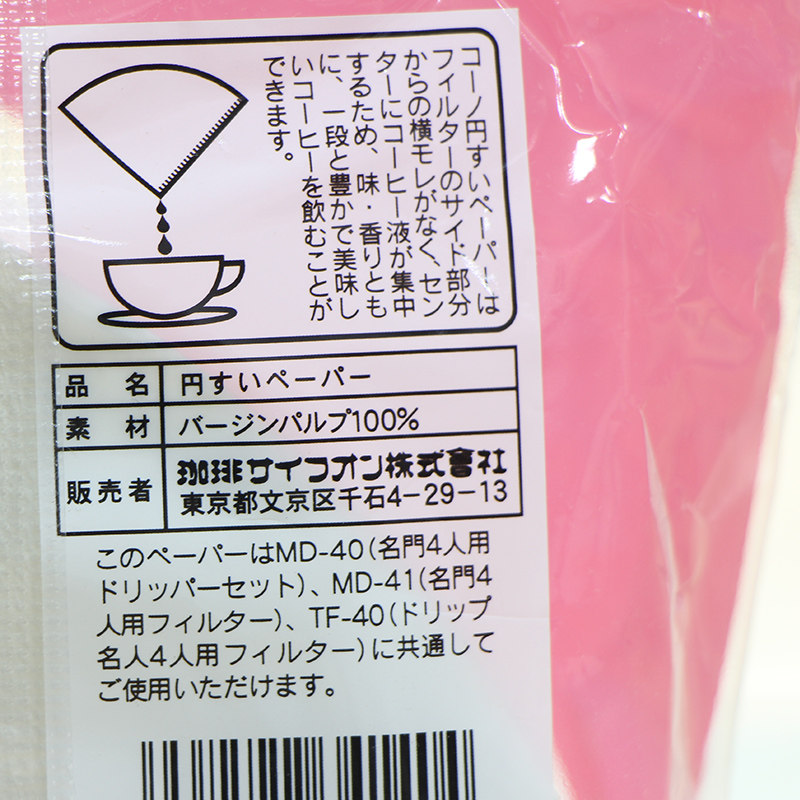 コーノ円すいペーパーは
フィルターのサイド部分
からの横モレがなく、セン
ターにコーヒー液が集中
するため、味・香りとも
に、一段と豊かで美味し
いコーヒーを飲むことが
できます。
品名 円すいペーパー
素材 バージンパルプ100%
販売者 珈琲サイフオン株式會社
東京都文京区千石4-29-13
このペーパーはMD-40(名門4人用
ドリッパーセット)、MD-41(名門4
人用フィルター)、TF-40(ドリップ
名人4人用フィルター)に共通して
ご使用いただけます。